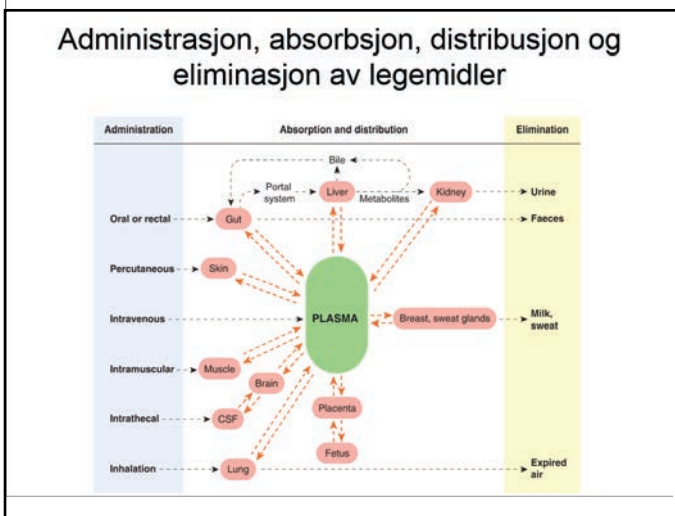 Administrasjon, absorbsjon, distribusjon og
eliminasjon av legemidler
Administration
Absorption and distribution
Elimination
Bile
Portal
system
Liver
Metabolites
Kidney
Urine
Oral or rectal
Gut
Faeces
Percutaneous
Skin
Intravenous
PLASMA
Breast, sweat glands
Milk,
sweat
Intramuscular
Muscle
Brain
Intrathecal
CSF
Placenta
Fetus
Inhalation
Lung
Expired
air